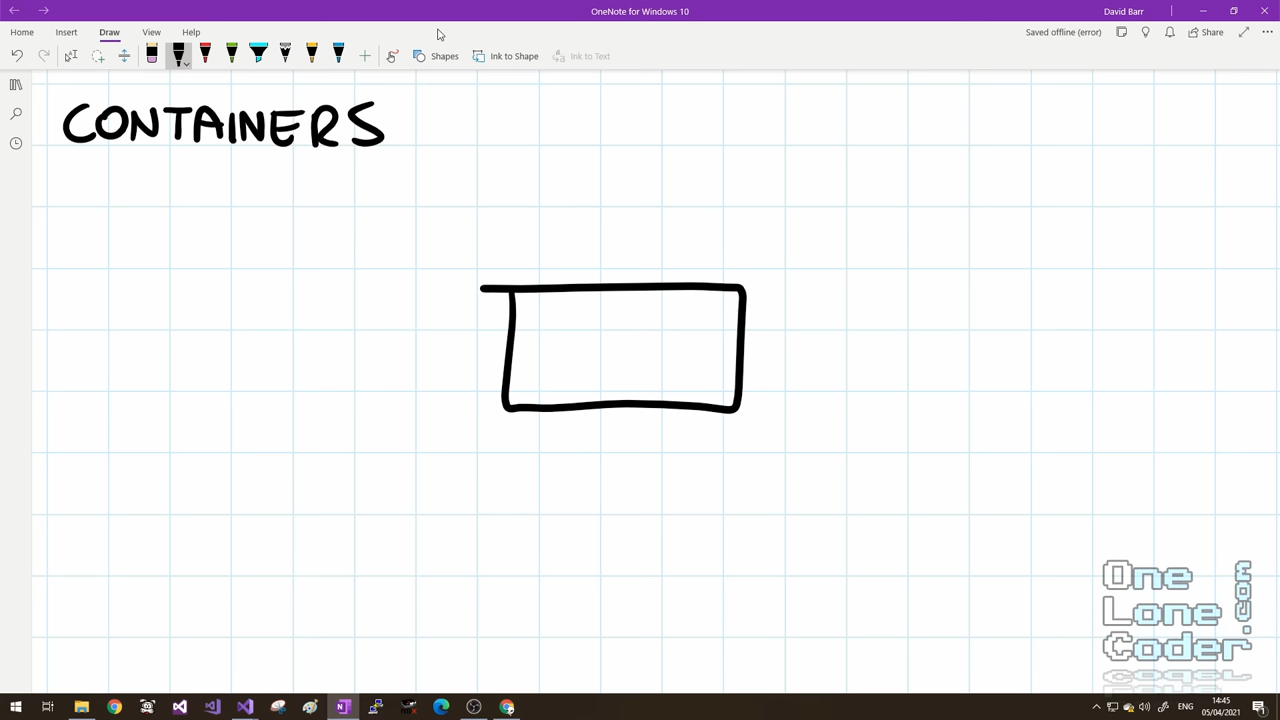 OneNote for Windows 10
David Barr
Home Insert Draw View Help
Saved offline (error)
Share
Shapes
Ink to Shape
Ink to Text
CONTAINERS
One
Lone
Coder
.com
14:45
ENG
05/04/2021